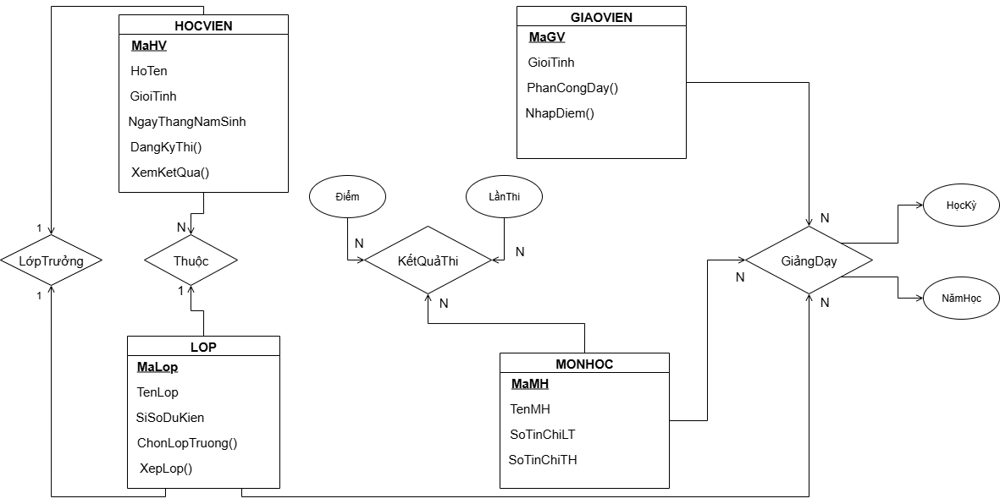 HOCVIEN
MaHV
HoTen
GioiTinh
NgayThangNamSinh
DangKyThi()
XemKetQua()
GIAOVIEN
MaGV
GioiTinh
PhanCongDay()
NhapDiem()
Điểm
LầnThi
HọcKỳ
NămHọc
1
LớpTrưởng
1
N
Thuộc
1
N
N
KếtQuảThi
N
N
N
GiảngDạy
N
LOP
MaLop
TenLop
SiSoDuKien
ChonLopTruong()
XepLop()
MONHOC
MaMH
TenMH
SoTinChiLT
SoTinChiTH